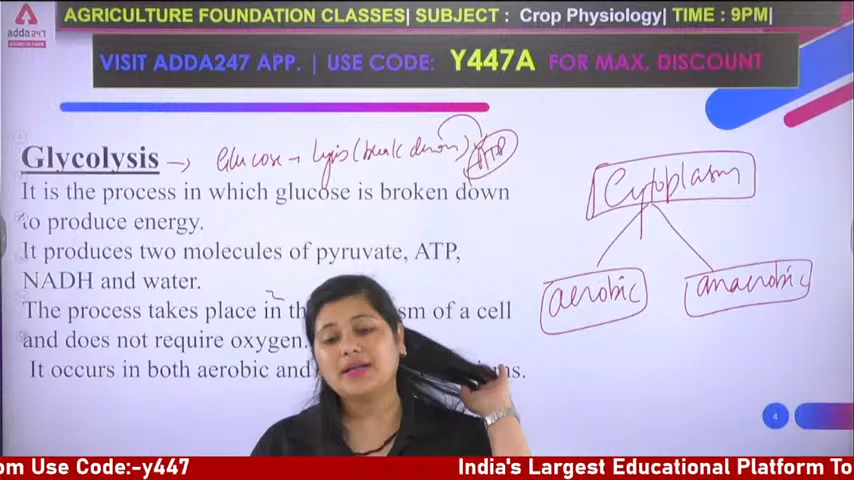 AGRICULTURE FOUNDATION CLASSES| SUBJECT : Crop Physiology| TIME : 9PM|
adda247
AGRICULTURE
VISIT ADDA247 APP. | USE CODE: Y447A FOR MAX. DISCOUNT
Glycolysis → Glucose + lysis (break down) ATP
It is the process in which glucose is broken down
to produce energy.
It produces two molecules of pyruvate, ATP,
NADH and water.
The process takes place in
sm of a cell
and does not require oxygen.
It occurs in both aerobic and
ns.
Cytoplasm
aerobic anaerobic
4
om Use Code:-y447 India's Largest Educational Platform To